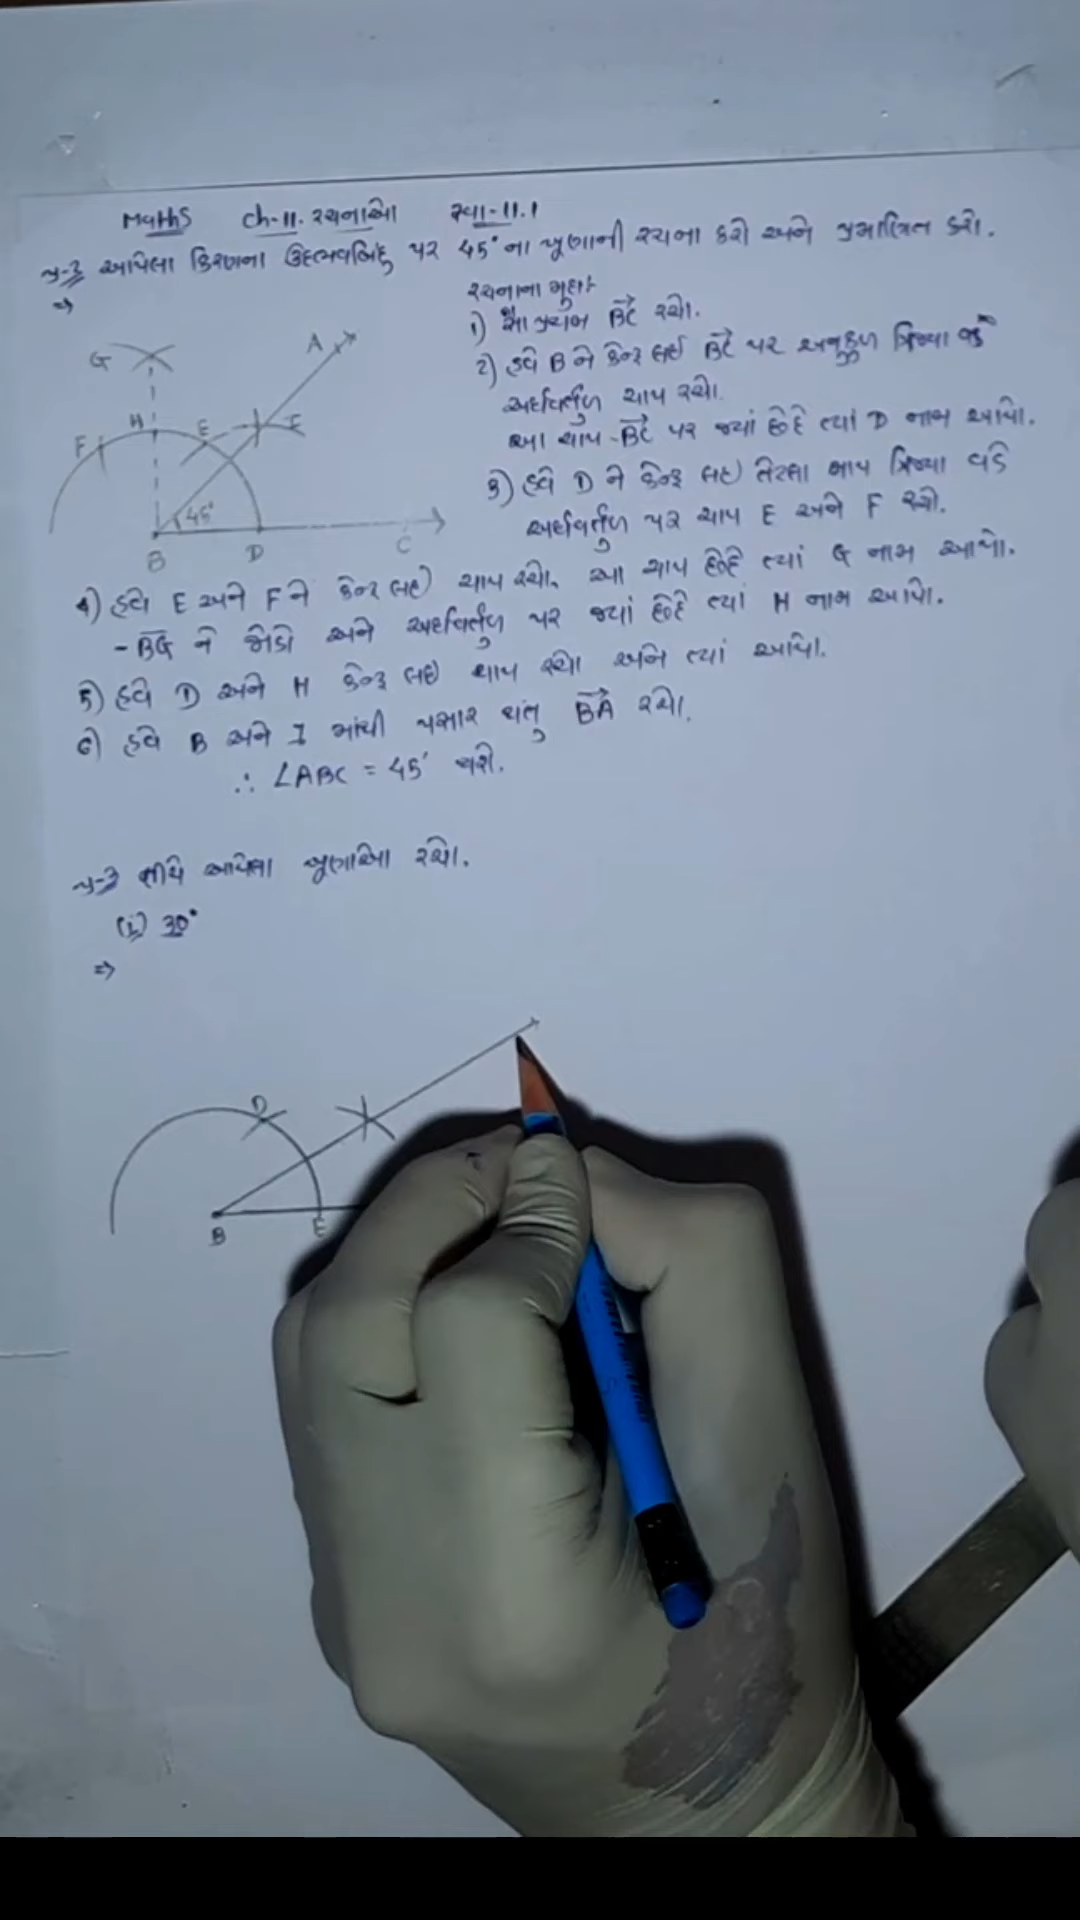 Maths ch-11. રચનાઓ સ્વા-11.1
પ્ર-2 આપેલા કિરણના ઉદ્ભવબિંદુ પર 45° ના ખૂણાની રચના કરો અને પ્રમાણિત કરો.
⇒
રચનાના મુદ્દા:
1) સૌ પ્રથમ BC રચો.
2) હવે B ને કેન્દ્ર લઈ BC પર અનુકૂળ ત્રિજ્યા
અર્ધવર્તુળ ચાપ રચો.
આ ચાપ - BC પર જ્યાં છેદે ત્યાં D નામ આપો.
3) હવે D ને કેન્દ્ર લઈ તેટલા માપ ત્રિજ્યા વડે
અર્ધવર્તુળ પર ચાપ E અને F રચો.
4) હવે E અને F ને કેન્દ્ર લઈ ચાપ રચો. આ ચાપ છેદે ત્યાં G નામ આપો.
- BG ને જોડો અને અર્ધવર્તુળ પર જ્યાં છેદે ત્યાં H નામ આપો.
5) હવે D અને H કેન્દ્ર લઈ ચાપ રચો અને ત્યાં આપો.
6) હવે B અને I માંથી પસાર થતુ BA રચો.
∴ ∠ABC = 45° થશે.
G
A
H
F
E
45°
B
D
C
પ્ર-3 નીચે આપેલા ખૂણાઓ રચો.
(i) 30°
⇒
D
B
E